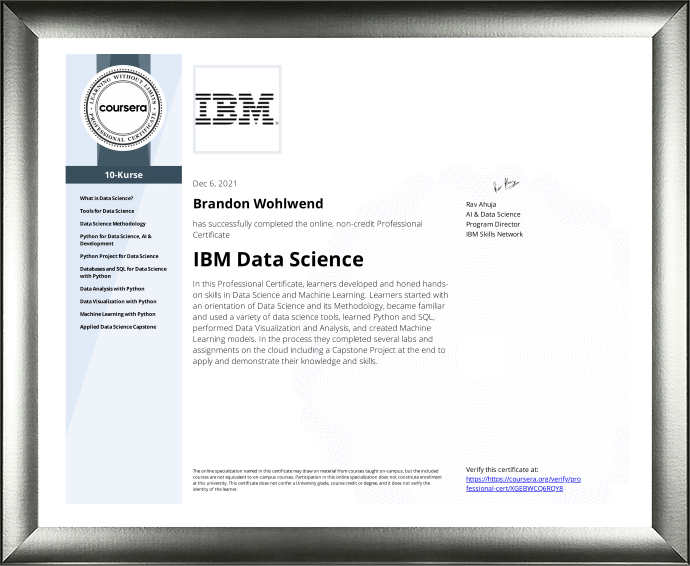 LEARNING WITHOUT LIMITS
coursera
PROFESSIONAL CERTIFICATE
10-Kurse
What is Data Science?
Tools for Data Science
Data Science Methodology
Python for Data Science, AI &
Development
Python Project for Data Science
Databases and SQL for Data Science
with Python
Data Analysis with Python
Data Visualization with Python
Machine Learning with Python
Applied Data Science Capstone
IBM
Dec 6, 2021
Brandon Wohlwend
has successfully completed the online, non-credit Professional
Certificate
IBM Data Science
In this Professional Certificate, learners developed and honed hands-
on skills in Data Science and Machine Learning. Learners started with
an orientation of Data Science and its Methodology, became familiar
and used a variety of data science tools, learned Python and SQL,
performed Data Visualization and Analysis, and created Machine
Learning models. In the process they completed several labs and
assignments on the cloud including a Capstone Project at the end to
apply and demonstrate their knowledge and skills.
Rav Ahuja
AI & Data Science
Program Director
IBM Skills Network
The online specialization named in this certificate may draw on material from courses taught on-campus, but the included
courses are not equivalent to on-campus courses. Participation in this online specialization does not constitute enrollment
at this university. This certificate does not confer a University grade, course credit or degree, and it does not verify the
identity of the learner.
Verify this certificate at:
https://https://coursera.org/verify/pro
fessional-cert/XGEBWCQ6RQY8